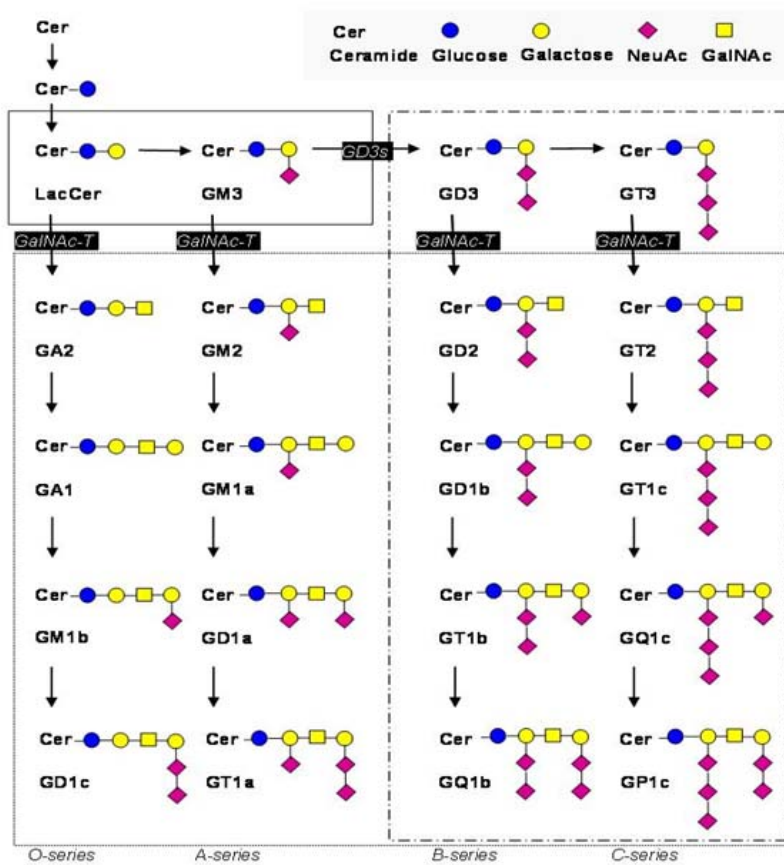 Cer
Cer
Ceramide Glucose Galactose NeuAc GalNAc
Cer
Cer Cer GD3s Cer Cer
LacCer GM3 GD3 GT3
GalNAc-T GalNAc-T GalNAc-T GalNAc-T
Cer Cer Cer Cer
GA2 GM2 GD2 GT2
Cer Cer Cer Cer
GA1 GM1a GD1b GT1c
Cer Cer Cer Cer
GM1b GD1a GT1b GQ1c
Cer Cer Cer Cer
GD1c GT1a GQ1b GP1c
O-series A-series B-series C-series